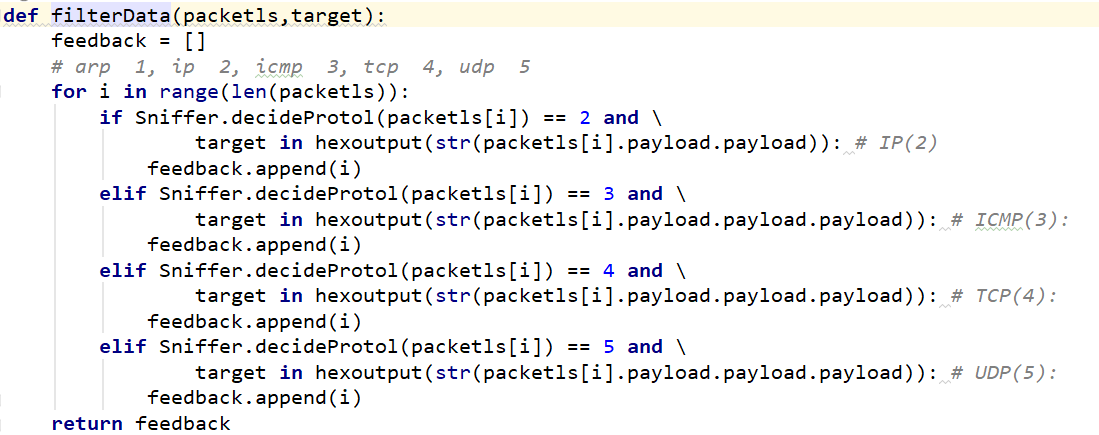 def filterData(packetls,target):
    feedback = []
    # arp  1, ip  2, icmp  3, tcp  4, udp  5
    for i in range(len(packetls)):
        if Sniffer.decideProtol(packetls[i]) == 2 and \
                target in hexoutput(str(packetls[i].payload.payload)): # IP(2)
            feedback.append(i)
        elif Sniffer.decideProtol(packetls[i]) == 3 and \
                target in hexoutput(str(packetls[i].payload.payload.payload)): # ICMP(3):
            feedback.append(i)
        elif Sniffer.decideProtol(packetls[i]) == 4 and \
                target in hexoutput(str(packetls[i].payload.payload.payload)): # TCP(4):
            feedback.append(i)
        elif Sniffer.decideProtol(packetls[i]) == 5 and \
                target in hexoutput(str(packetls[i].payload.payload.payload)): # UDP(5):
            feedback.append(i)
    return feedback